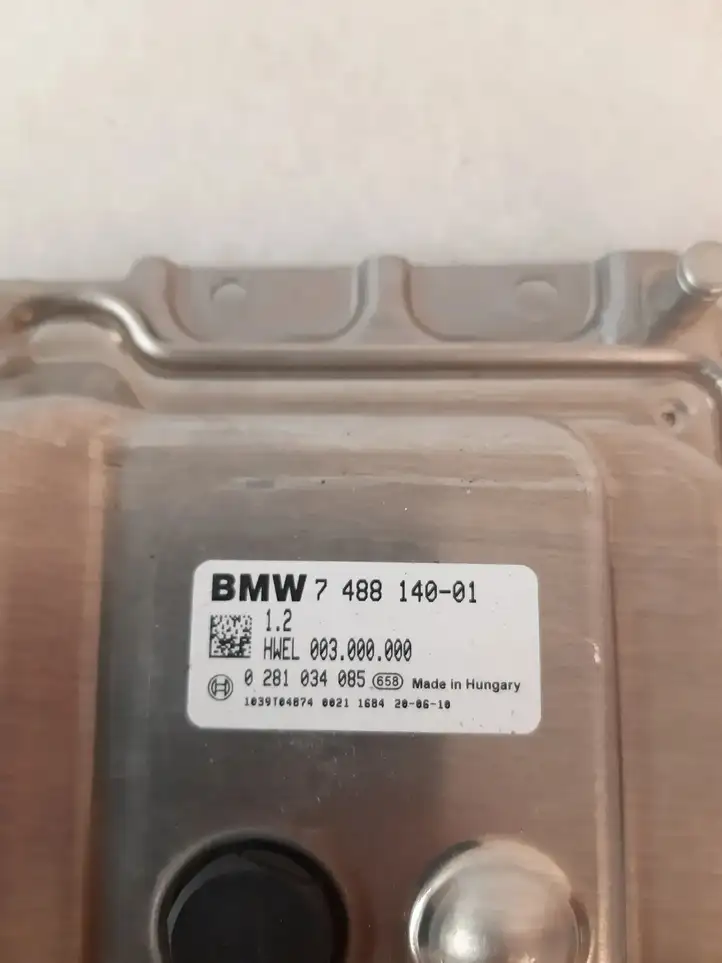 BMW 7 488 140-01
1.2
HWEL 003.000.000
0 281 034 085 658 Made in Hungary
1039T04874 0021 1684 20-06-10